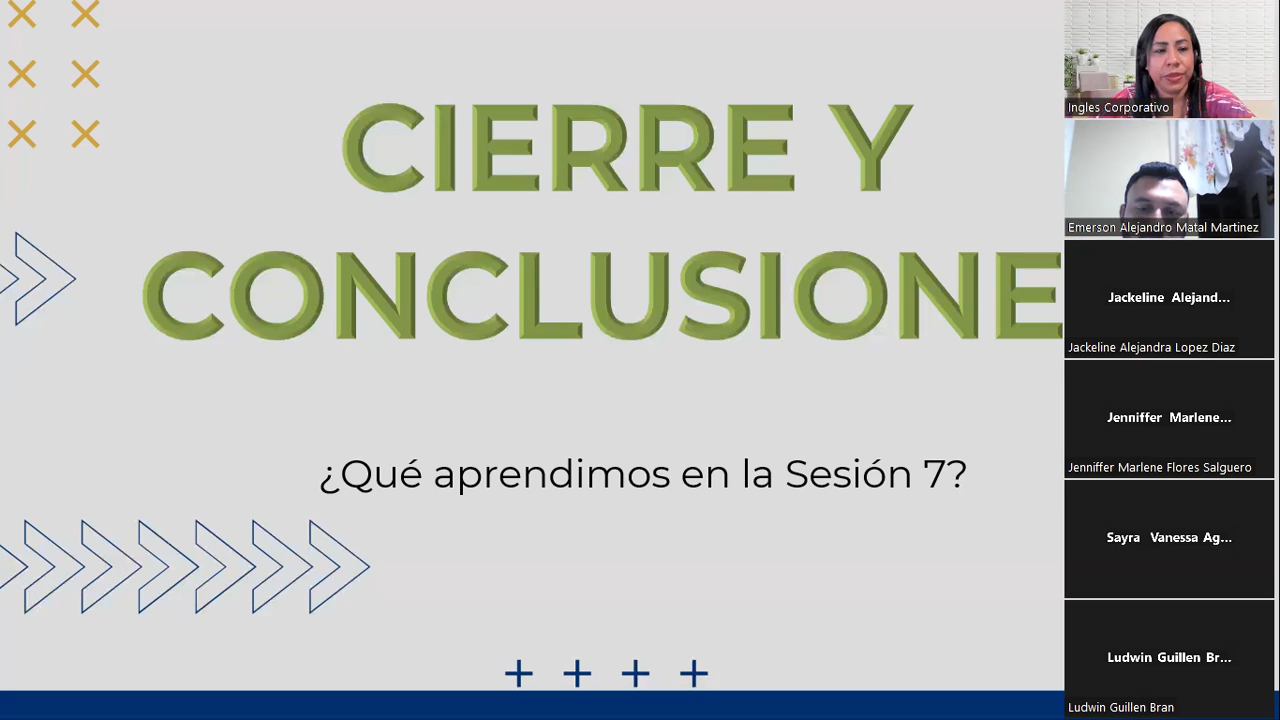 CIERRE Y
CONCLUSIONE
¿Qué aprendimos en la Sesión 7?
Ingles Corporativo
Emerson Alejandro Matal Martinez
Jackeline Alejand...
Jackeline Alejandra Lopez Diaz
Jenniffer Marlene...
Jenniffer Marlene Flores Salguero
Sayra Vanessa Ag...
Ludwin Guillen Br...
Ludwin Guillen Bran